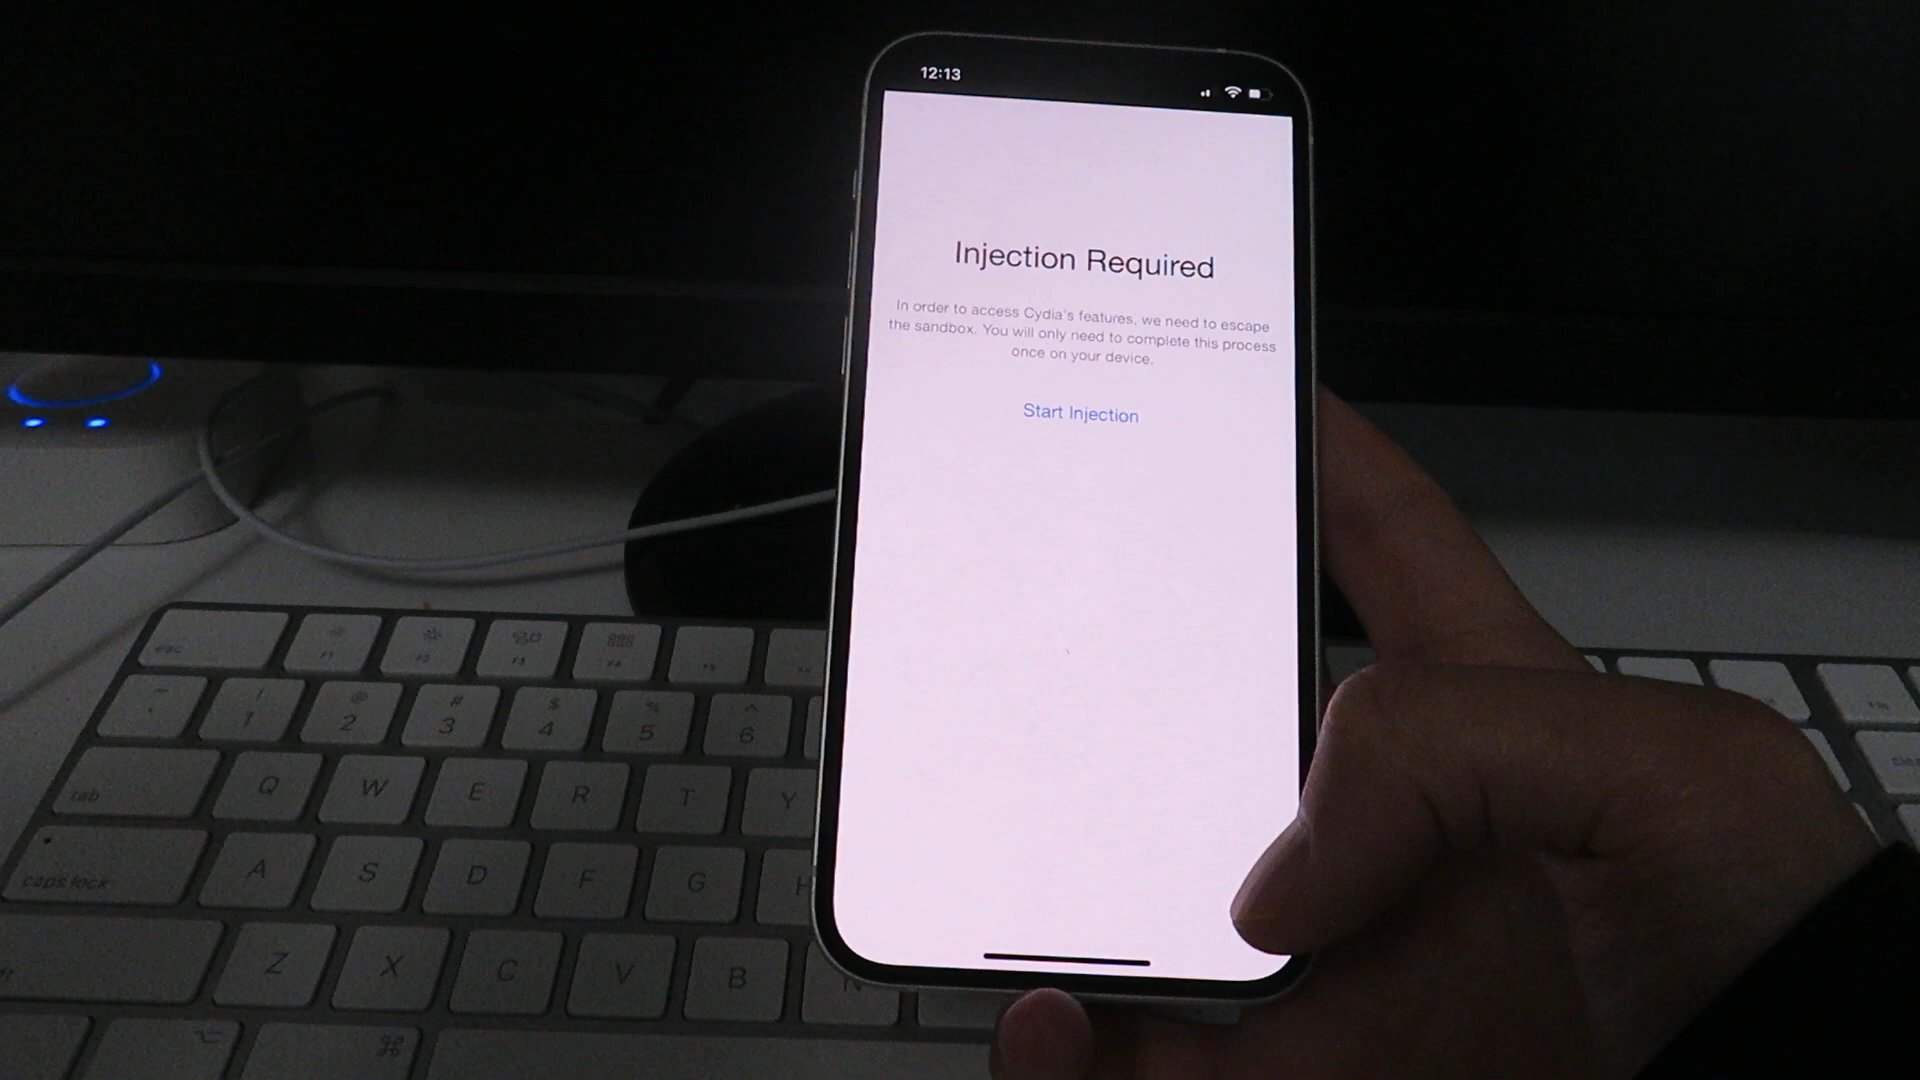 12:13
Injection Required
In order to access Cydia's features, we need to escape
the sandbox. You will only need to complete this process
once on your device.
Start Injection
esc F1 F2 F3 F4 F5
! @ # $ % ^
1 2 3 4 5 6
tab Q W E R T Y
caps lock A S D F G H
Z X C V B N
⌥ ⌘